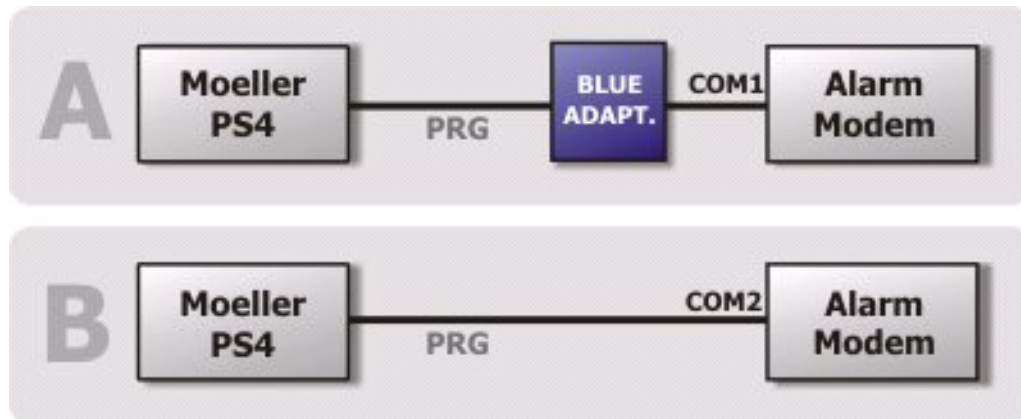 A
Moeller
PS4
PRG
BLUE
ADAPT.
COM1
Alarm
Modem
B
Moeller
PS4
PRG
COM2
Alarm
Modem